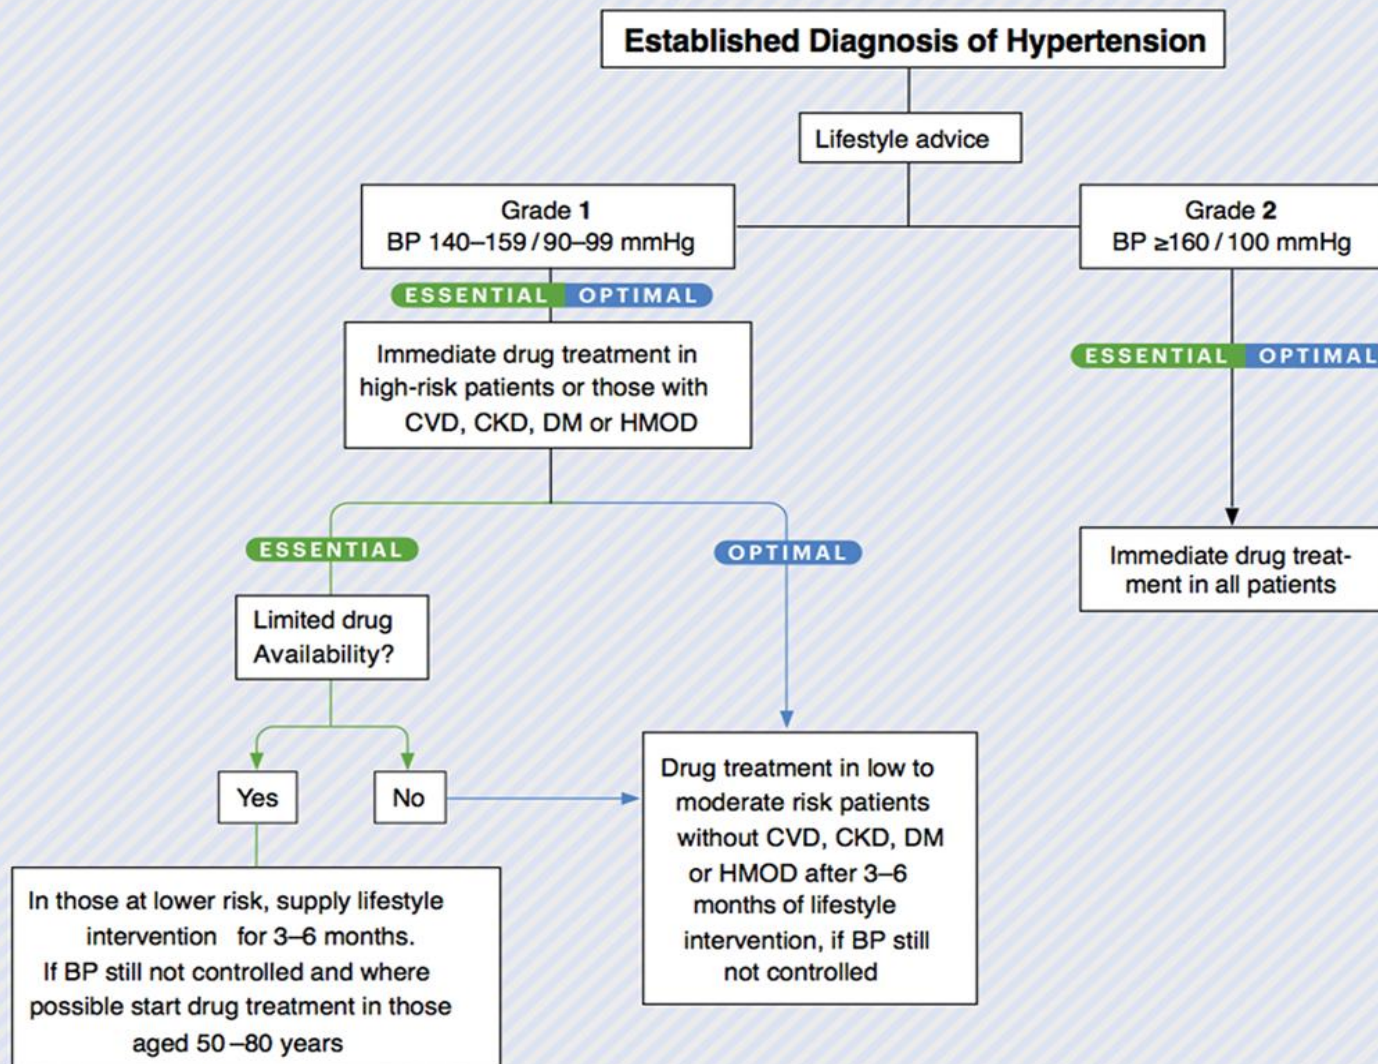 Established Diagnosis of Hypertension
Lifestyle advice
Grade 1
BP 140–159/90–99 mmHg
Grade 2
BP ≥160/100 mmHg
ESSENTIAL OPTIMAL
ESSENTIAL OPTIMAL
Immediate drug treatment in
high-risk patients or those with
CVD, CKD, DM or HMOD
ESSENTIAL
OPTIMAL
Immediate drug treat-
ment in all patients
Limited drug
Availability?
Yes
No
Drug treatment in low to
moderate risk patients
without CVD, CKD, DM
or HMOD after 3–6
months of lifestyle
intervention, if BP still
not controlled
In those at lower risk, supply lifestyle
intervention for 3–6 months.
If BP still not controlled and where
possible start drug treatment in those
aged 50–80 years